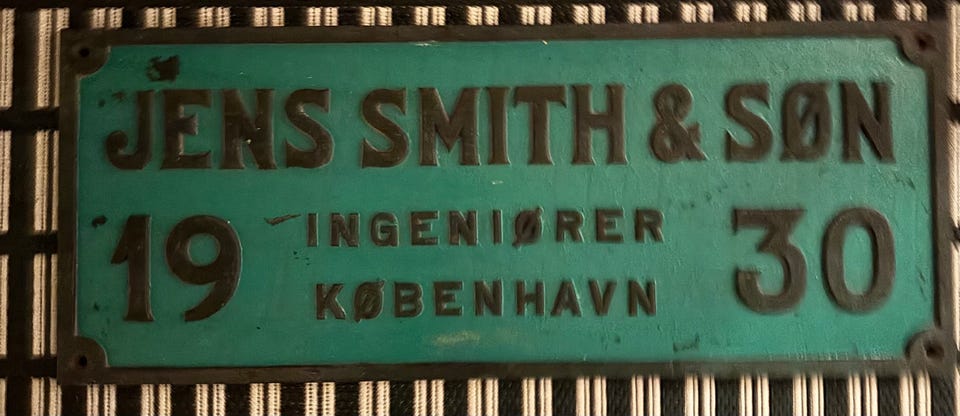 JENS SMITH & SØN
19 INGENIØRER 30
KØBENHAVN